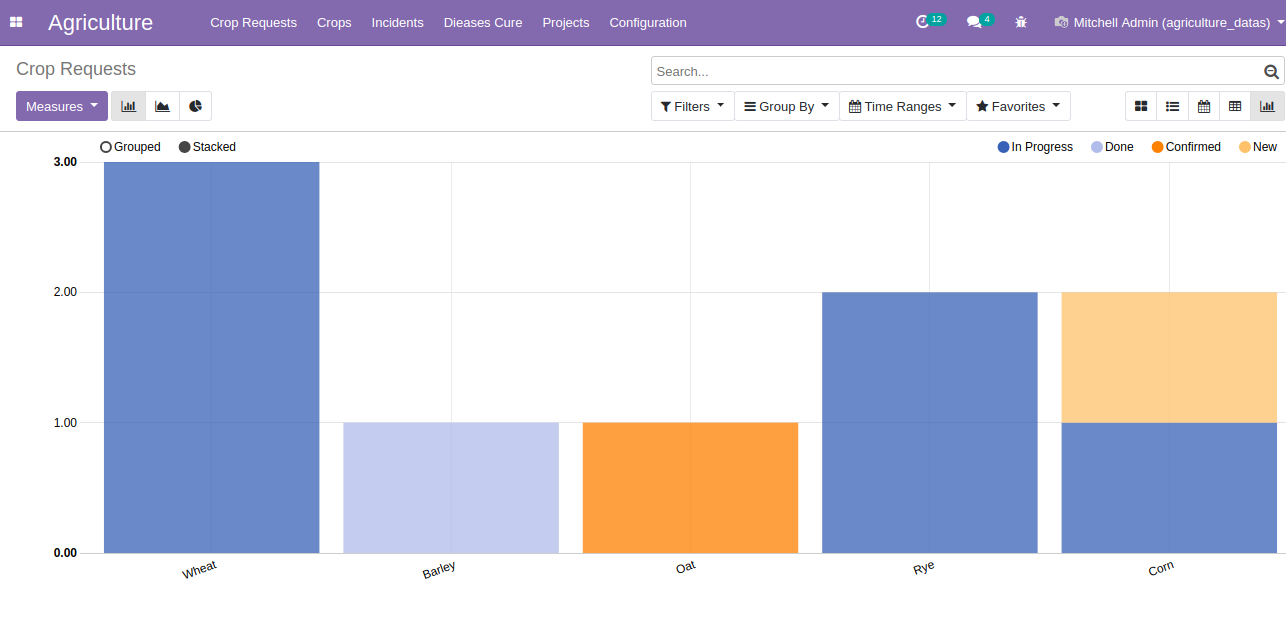 Agriculture Crop Requests Crops Incidents Dieases Cure Projects Configuration 12 4 Mitchell Admin (agriculture_datas)
Crop Requests Search...
Measures Filters Group By Time Ranges Favorites
Grouped Stacked In Progress Done Confirmed New
3.00
2.00
1.00
0.00
Wheat Barley Oat Rye Corn